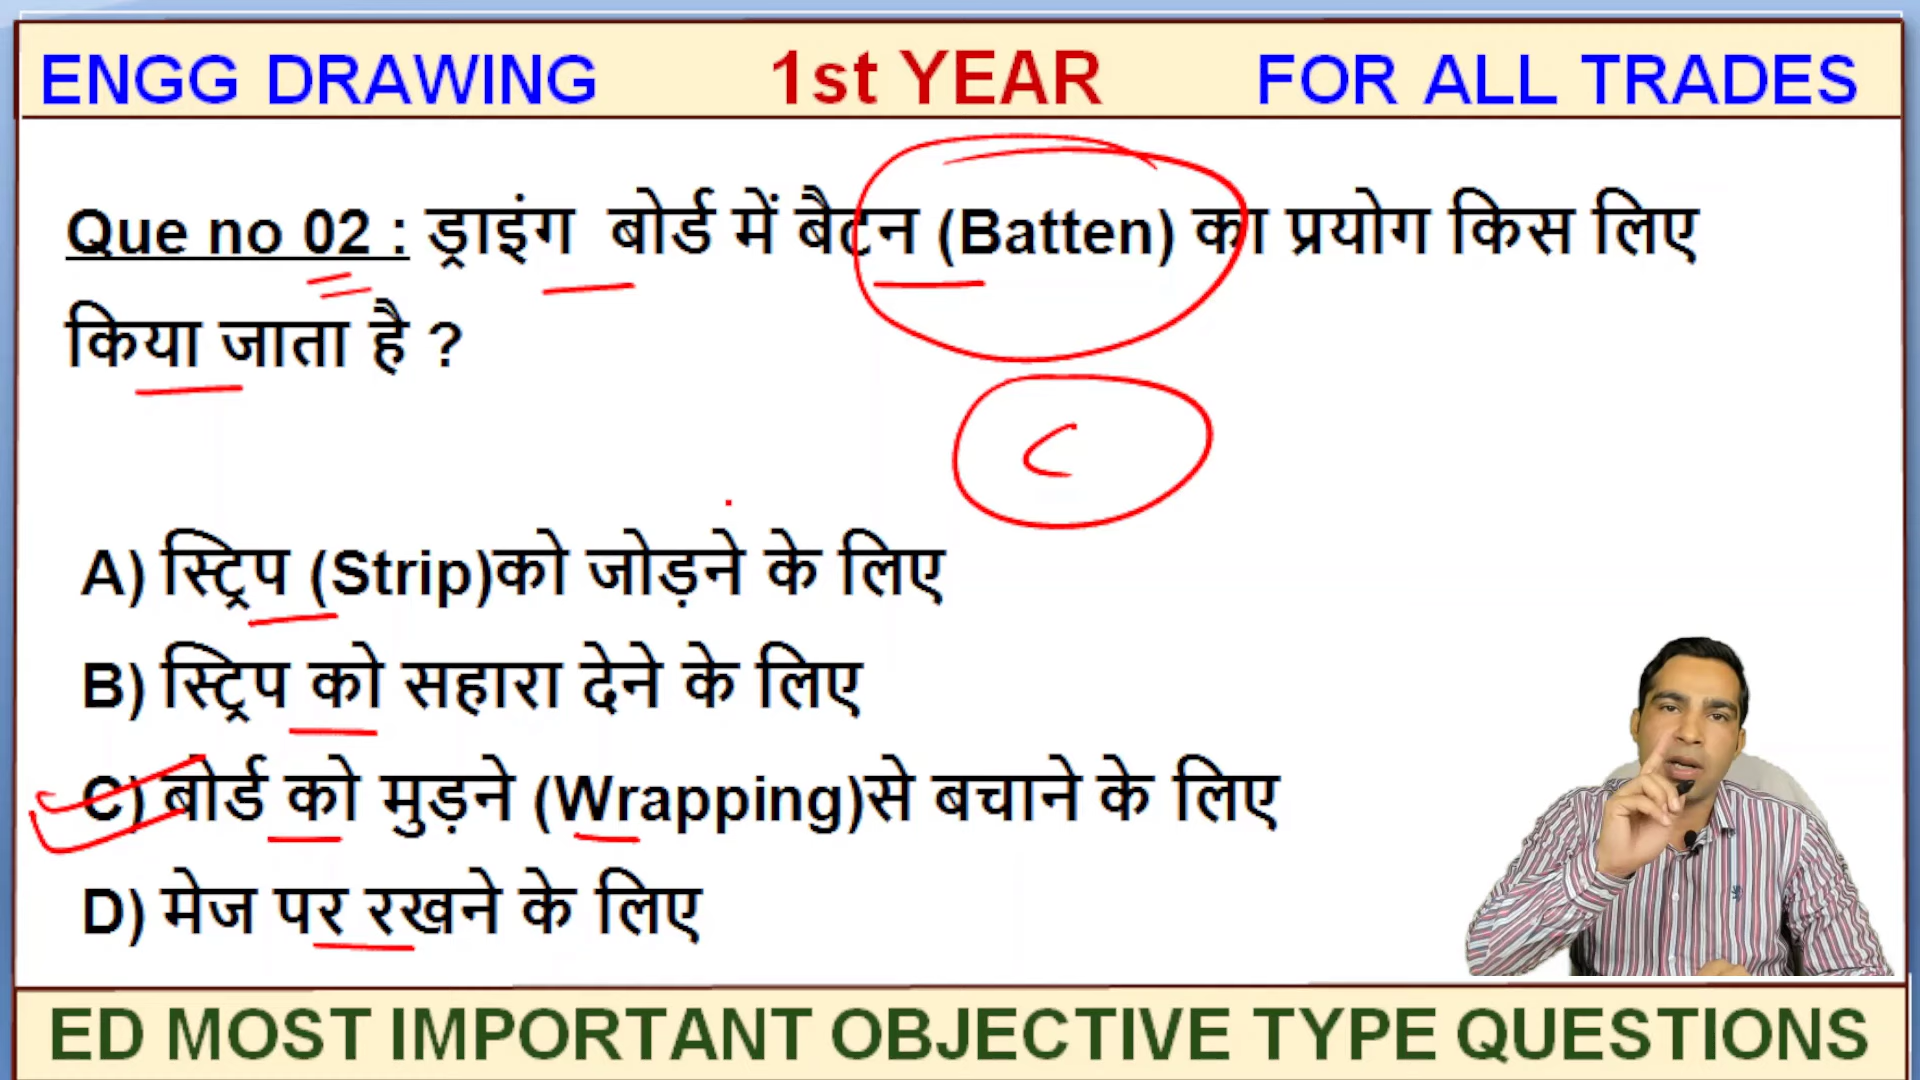 ENGG DRAWING 1st YEAR FOR ALL TRADES
Que no 02 : ड्राइंग बोर्ड में बैटन (Batten) का प्रयोग किस लिए
किया जाता है ?
C
A) स्ट्रिप (Strip)को जोड़ने के लिए
B) स्ट्रिप को सहारा देने के लिए
C) बोर्ड को मुड़ने (Wrapping)से बचाने के लिए
D) मेज पर रखने के लिए
ED MOST IMPORTANT OBJECTIVE TYPE QUESTIONS